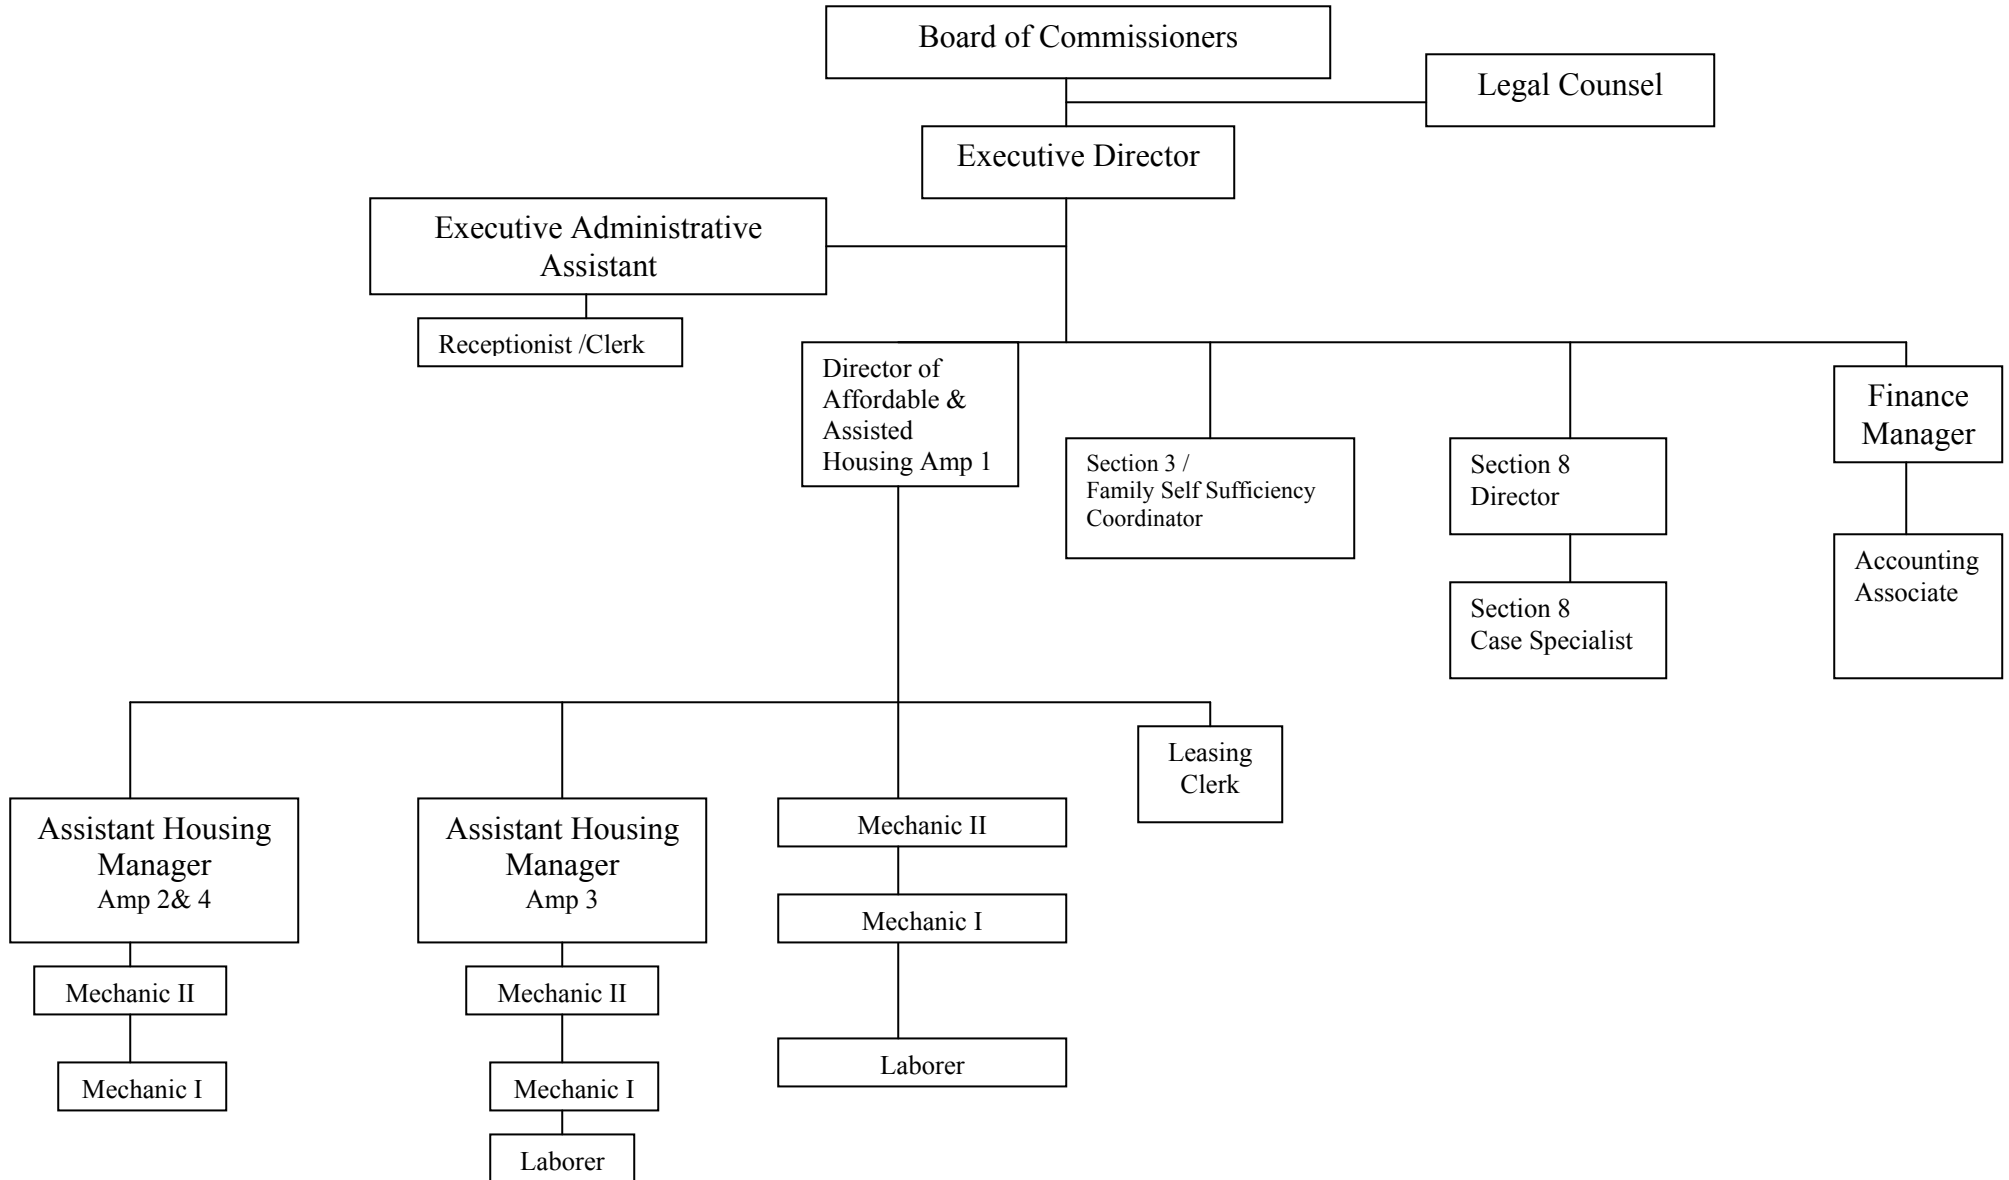 Board of Commissioners
Legal Counsel
Executive Director
Executive Administrative
Assistant
Receptionist /Clerk
Director of
Affordable &
Assisted
Housing Amp 1
Section 3 /
Family Self Sufficiency
Coordinator
Section 8
Director
Finance
Manager
Section 8
Case Specialist
Accounting
Associate
Leasing
Clerk
Assistant Housing
Manager
Amp 2& 4
Assistant Housing
Manager
Amp 3
Mechanic II
Mechanic I
Laborer
Mechanic II
Mechanic I
Mechanic II
Mechanic I
Laborer